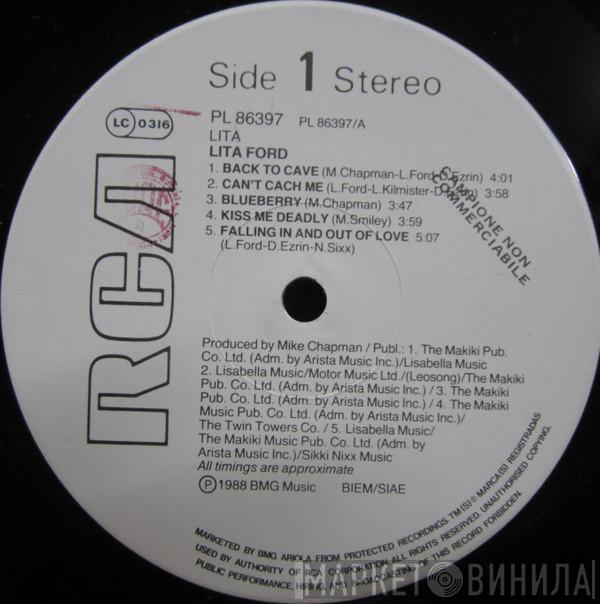 Side 1 Stereo
LC 0316
PL 86397 PL 86397/A
LITA
LITA FORD
1. BACK TO CAVE (M.Chapman-L.Ford-D.Ezrin) 4:01
2. CAN'T CACH ME (L.Ford-L.Kilmister-D. 3:58
3. BLUEBERRY (M.Chapman) 3:47
4. KISS ME DEADLY (M.Smiley) 3:59
5. FALLING IN AND OUT OF LOVE 5:07
(L.Ford-D.Ezrin-N.Sixx)
CAMPIONE NON
COMMERCIABILE
RCA
Produced by Mike Chapman / Publ.: 1. The Makiki Pub.
Co. Ltd. (Adm. by Arista Music Inc.)/Lisabella Music
2. Lisabella Music/Motor Music Ltd./(Leosong)/The Makiki
Pub. Co. Ltd. (Adm. by Arista Music Inc.) / 3. The Makiki
Pub. Co. Ltd. (Adm. by Arista Music Inc.) / 4. The Makiki
Music Pub. Co. Ltd. (Adm. by Arista Music Inc.)/
The Twin Towers Co. / 5. Lisabella Music/
The Makiki Music Pub. Co. Ltd. (Adm. by
Arista Music Inc.)/Sikki Nixx Music
All timings are approximate
Ⓟ 1988 BMG Music BIEM/SIAE
MARKETED BY BMG ARIOLA FROM PROTECTED RECORDINGS. TM(S)® MARCA(S) REGISTRADAS
USED BY AUTHORITY OF RCA CORPORATION ALL RIGHTS RESERVED. UNAUTHORISED COPYING,
PUBLIC PERFORMANCE, HIRING, AND BROADCASTING OF THIS RECORD FORBIDDEN.
МАРКЕТ ВИНИЛА